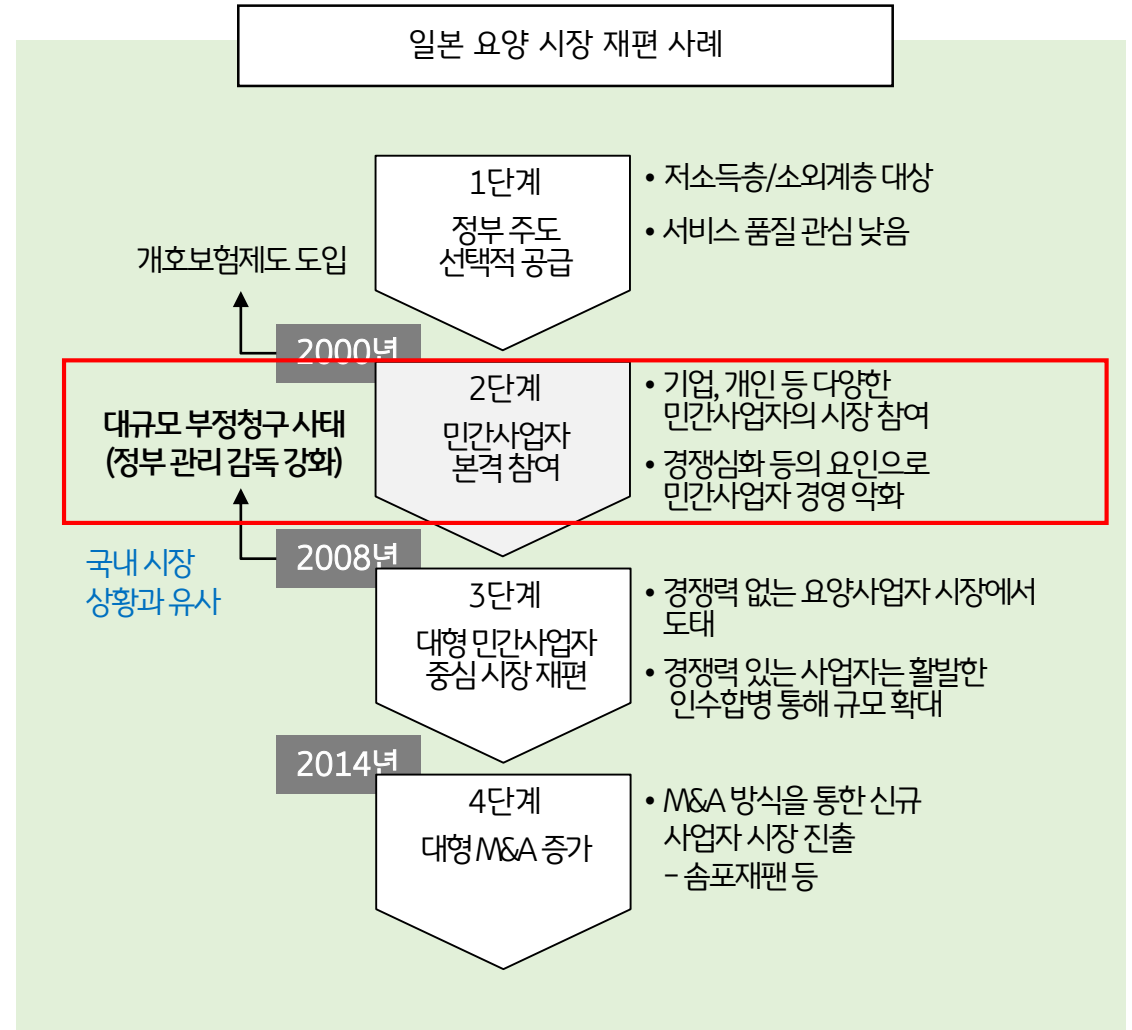 일본 요양 시장 재편 사례
1단계
정부 주도
선택적 공급
• 저소득층/소외계층 대상
• 서비스 품질 관심 낮음
개호보험제도 도입
2000년
2단계
민간사업자
본격 참여
• 기업, 개인 등 다양한
민간사업자의 시장 참여
• 경쟁심화 등의 요인으로
민간사업자 경영 악화
대규모 부정청구 사태
(정부 관리 감독 강화)
2008년
국내 시장
상황과 유사
3단계
대형 민간사업자
중심 시장 재편
• 경쟁력 없는 요양사업자 시장에서
도태
• 경쟁력 있는 사업자는 활발한
인수합병 통해 규모 확대
2014년
4단계
대형 M&A 증가
• M&A 방식을 통한 신규
사업자 시장 진출
– 솜포재팬 등